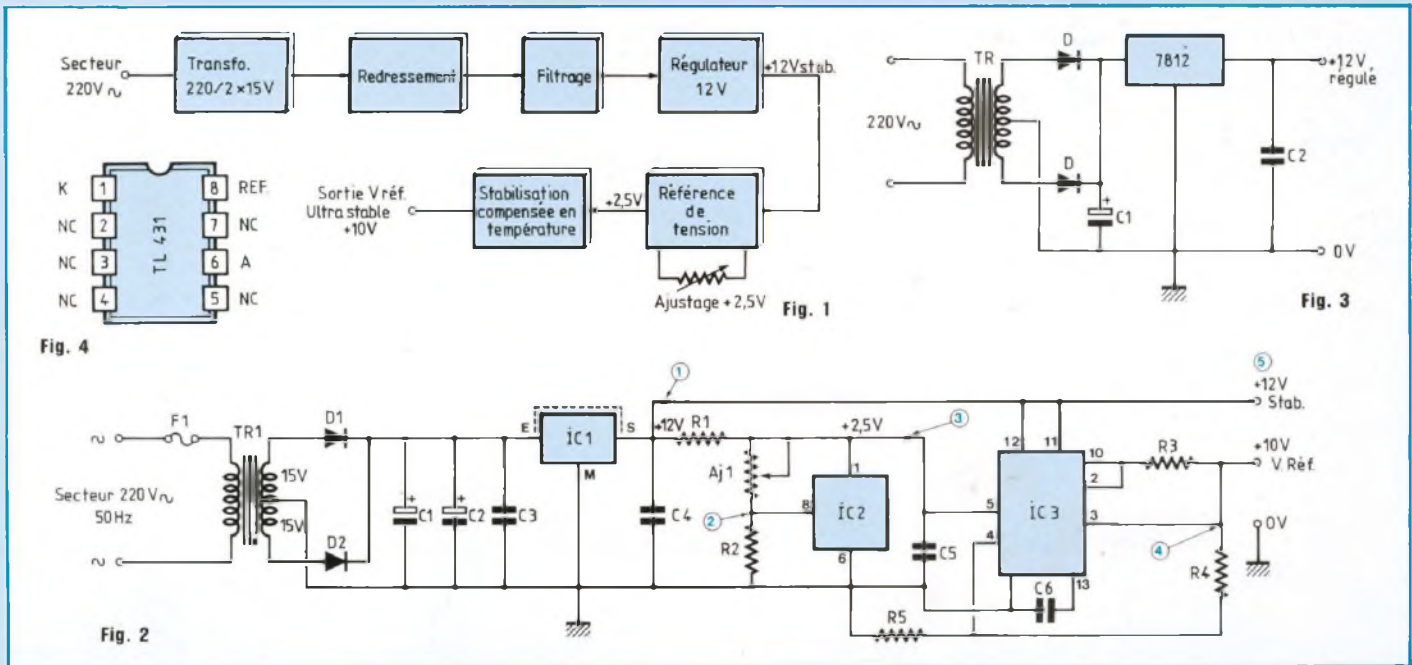 Secteur
220V ~
Transfo.
220/2 x 15V
Redressement
Filtrage
Régulateur
12 V
+12V stab.
Sortie V réf.
Ultra stable
+10V
Stabilisation
compensée en
température
+2,5V
Référence
de
tension
Ajustage + 2,5V
Fig. 1
K 1
NC 2
NC 3
NC 4
TL 431
8 REF.
7 NC
6 A
5 NC
Fig. 4
220V ~
TR
D
D
C1
+
7812
C2
+12V
régulé
0V
Fig. 3
~
F1
Secteur 220V ~
50Hz
~
TR1
15V
15V
D1
D2
+
C1
+
C2
C3
E
IC1
S
M
+12V
C4
1
R1
Aj1
2
R2
+2,5V
3
1
8
IC2
6
C5
R5
12
11
10
2
5
IC3
3
4
13
C6
R3
4
R4
5
+12V
Stab.
+10V
V. Réf.
0V
Fig. 2